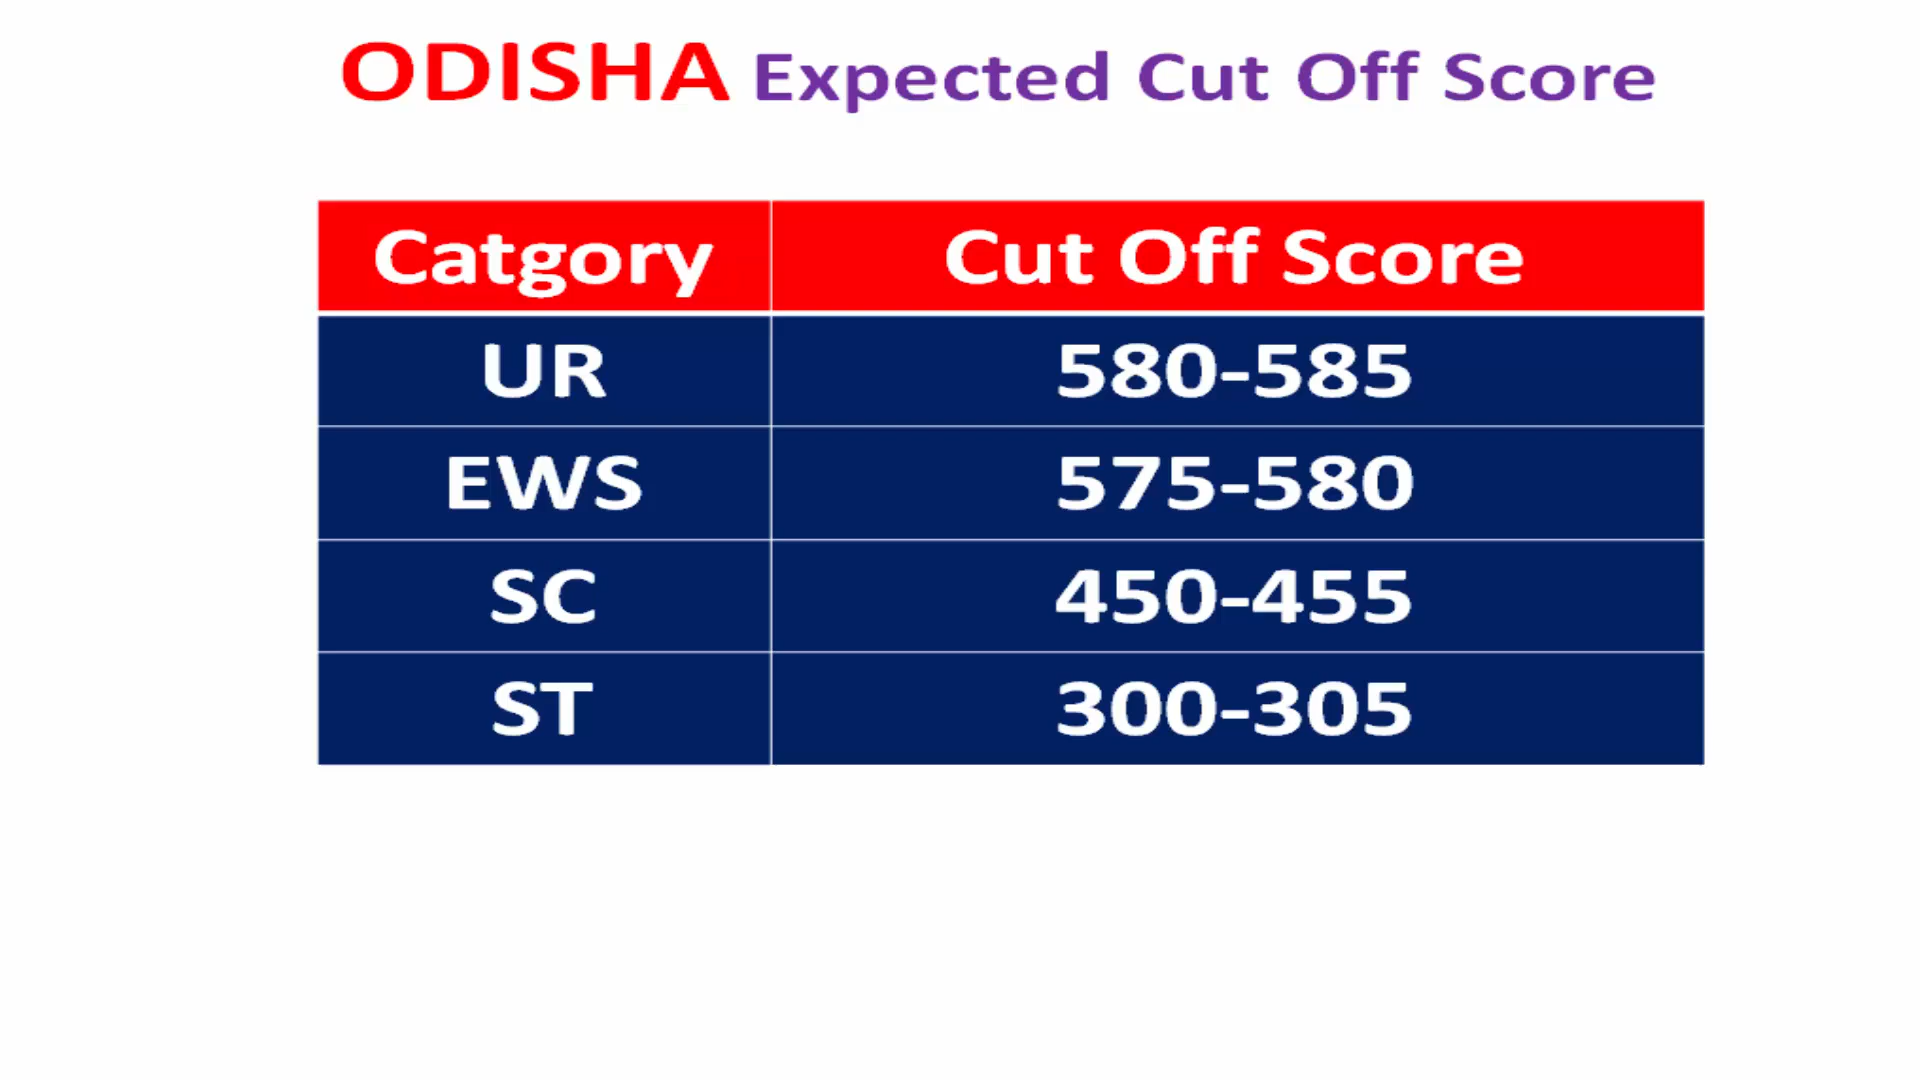 ODISHA Expected Cut Off Score
Catgory Cut Off Score
UR 580-585
EWS 575-580
SC 450-455
ST 300-305